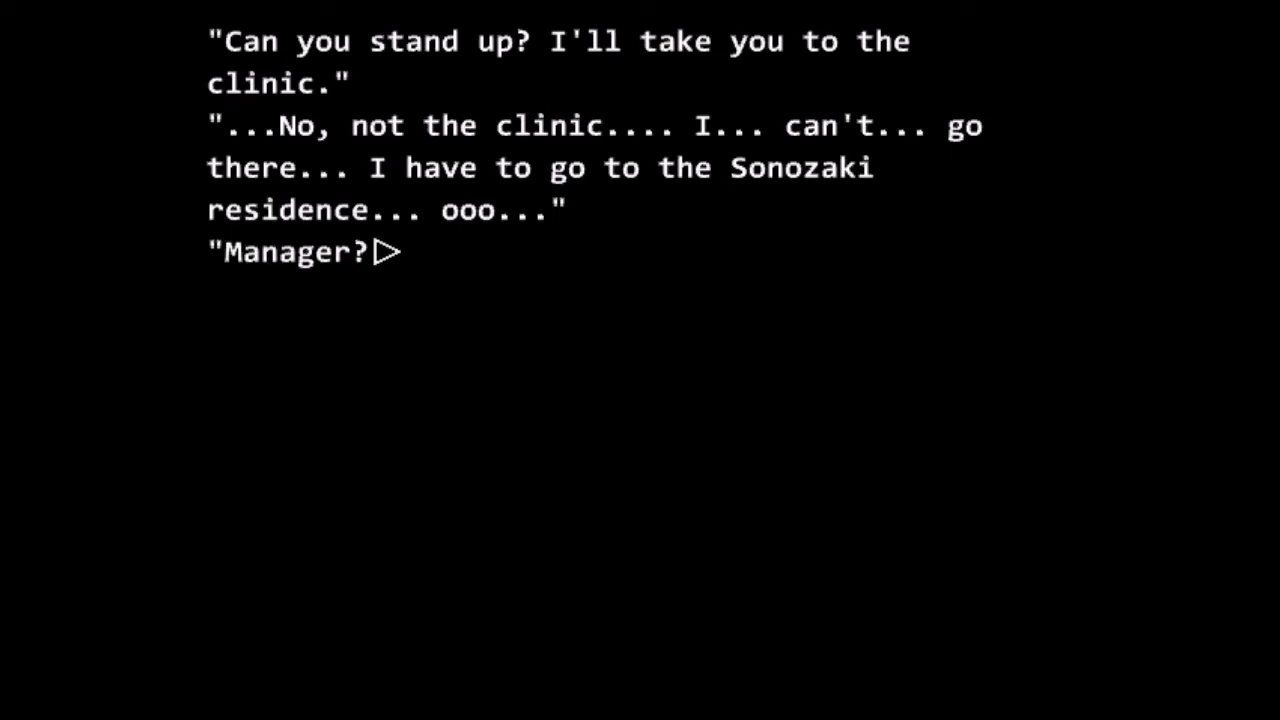 "Can you stand up? I'll take you to the
clinic."
"...No, not the clinic.... I... can't... go
there... I have to go to the Sonozaki
residence... ooo..."
"Manager?